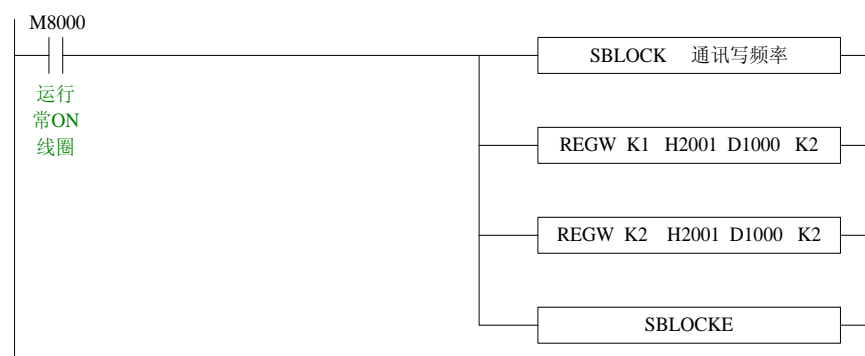 M8000
SBLOCK 通讯写频率
运行
常ON
线圈
REGW K1 H2001 D1000 K2
REGW K2 H2001 D1000 K2
SBLOCKE